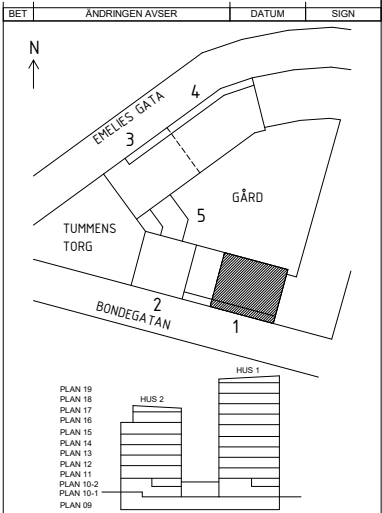 BET ÄNDRINGEN AVSER DATUM SIGN
N
EMELIES GATA
4
3
GÅRD
5
TUMMENS
TORG
2
BONDEGATAN
1
HUS 1
PLAN 19
PLAN 18
HUS 2
PLAN 17
PLAN 16
PLAN 15
PLAN 14
PLAN 13
PLAN 12
PLAN 11
PLAN 10-2
PLAN 10-1
PLAN 09